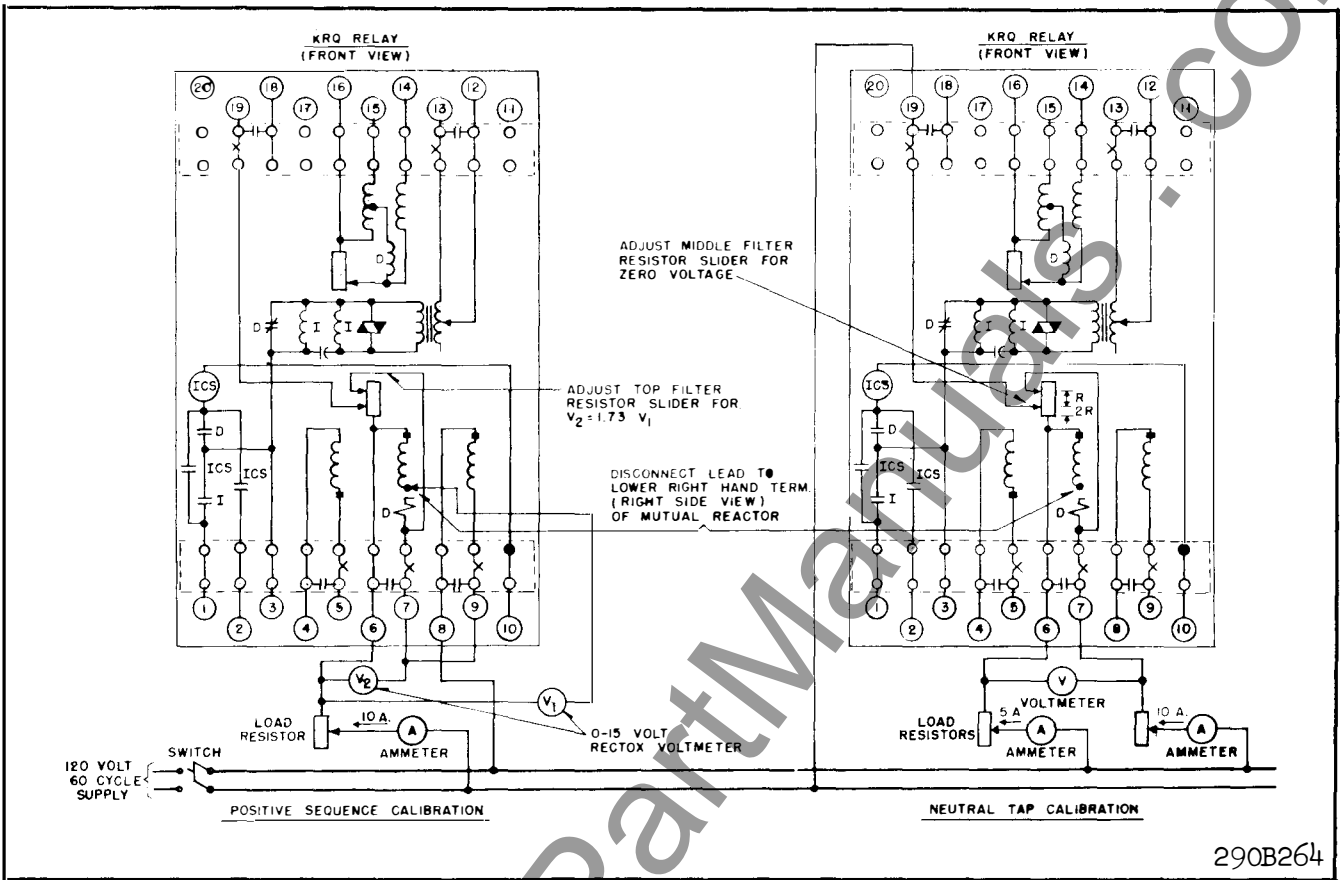 KRQ RELAY
(FRONT VIEW)
20 19 18 17 16 15 14 13 12 11
D
D I I
ICS
D
ICS ICS
I
D
1 2 3 4 5 6 7 8 9 10
ADJUST TOP FILTER
RESISTOR SLIDER FOR
V2=1.73 V1
ADJUST MIDDLE FILTER
RESISTOR SLIDER FOR
ZERO VOLTAGE
DISCONNECT LEAD TO
LOWER RIGHT HAND TERM.
(RIGHT SIDE VIEW)
OF MUTUAL REACTOR
V2
V1
LOAD
RESISTOR
10 A.
A
AMMETER
0-15 VOLT
RECTOX VOLTMETER
SWITCH
120 VOLT
60 CYCLE
SUPPLY
POSITIVE SEQUENCE CALIBRATION
KRQ RELAY
(FRONT VIEW)
20 19 18 17 16 15 14 13 12 11
D
D I I
ICS
R
2R
D
ICS ICS
I
D
1 2 3 4 5 6 7 8 9 10
V
VOLTMETER
LOAD
RESISTORS
5 A
A
AMMETER
10 A.
A
AMMETER
NEUTRAL TAP CALIBRATION
290B264
PartManuals.co